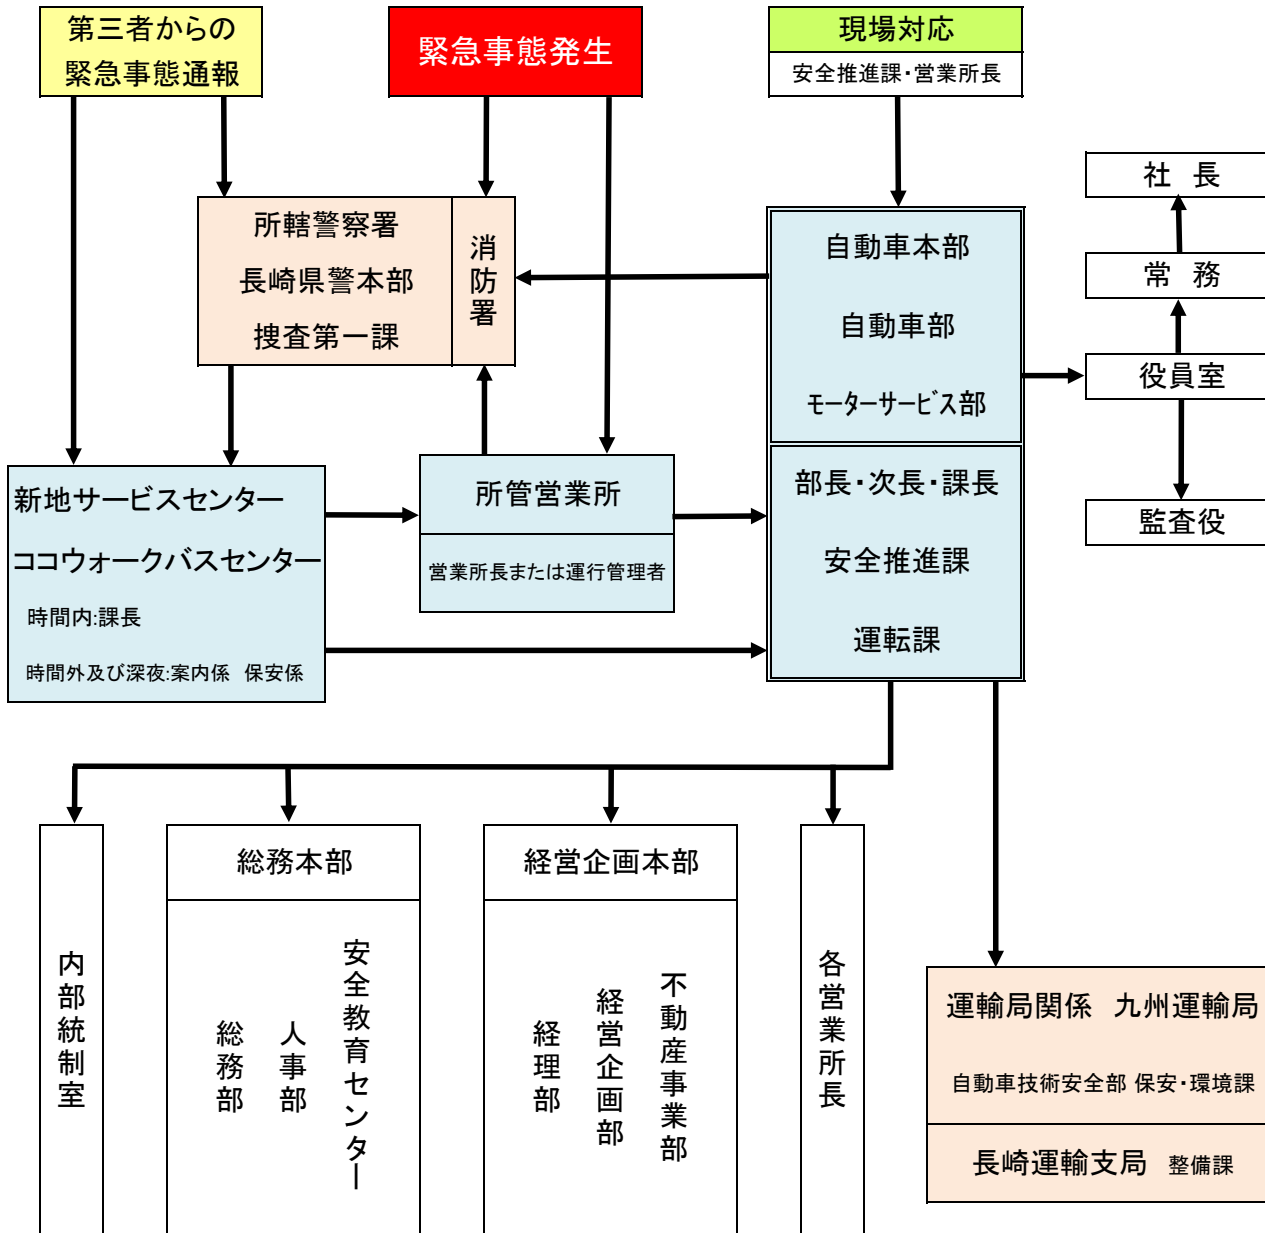 第三者からの
緊急事態通報
緊急事態発生
現場対応
安全推進課・営業所長
社　長
常　務
役員室
監査役
所轄警察署
長崎県警本部
捜査第一課
消防署
自動車本部
自動車部
モーターサービス部
部長・次長・課長
安全推進課
運転課
新地サービスセンター
ココウォークバスセンター
時間内:課長
時間外及び深夜:案内係　保安係
所管営業所
営業所長または運行管理者
内部統制室
総務本部
総務部
人事部
安全教育センター
経営企画本部
経理部
経営企画部
不動産事業部
各営業所長
運輸局関係　九州運輸局
自動車技術安全部 保安・環境課
長崎運輸支局　整備課